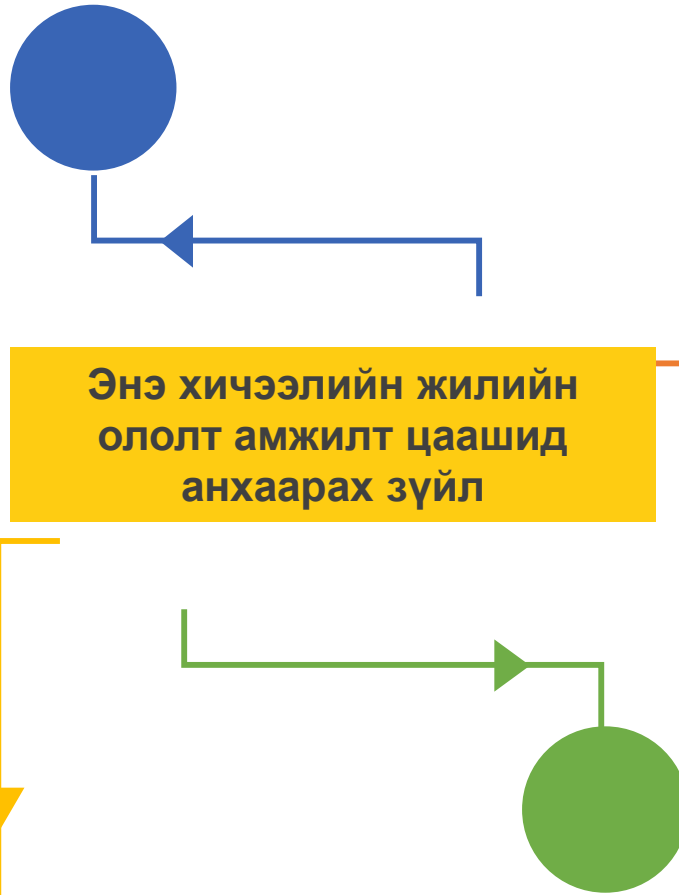 Энэ хичээлийн жилийн
ололт амжилт цаашид
анхаарах зүйл